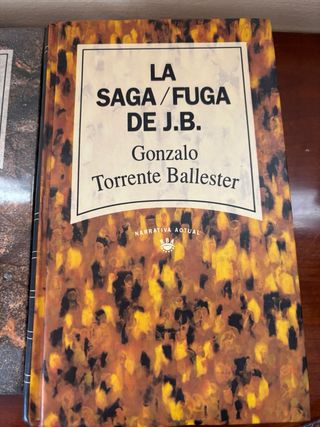 LA
SAGA/FUGA
DE J.B.
Gonzalo
Torrente Ballester
NARRATIVA ACTUAL